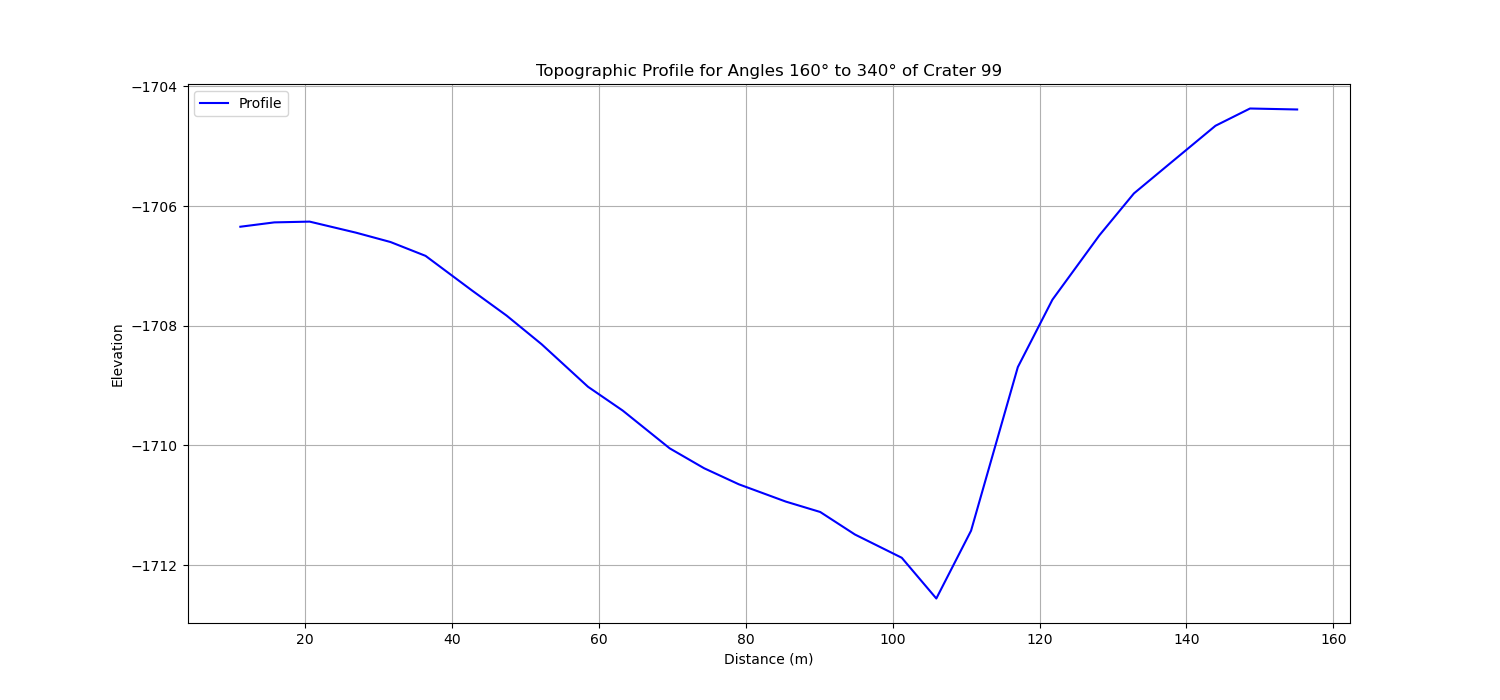 Topographic Profile for Angles 160° to 340° of Crater 99
Profile
−1704
−1706
−1708
−1710
−1712
Elevation
20 40 60 80 100 120 140 160
Distance (m)